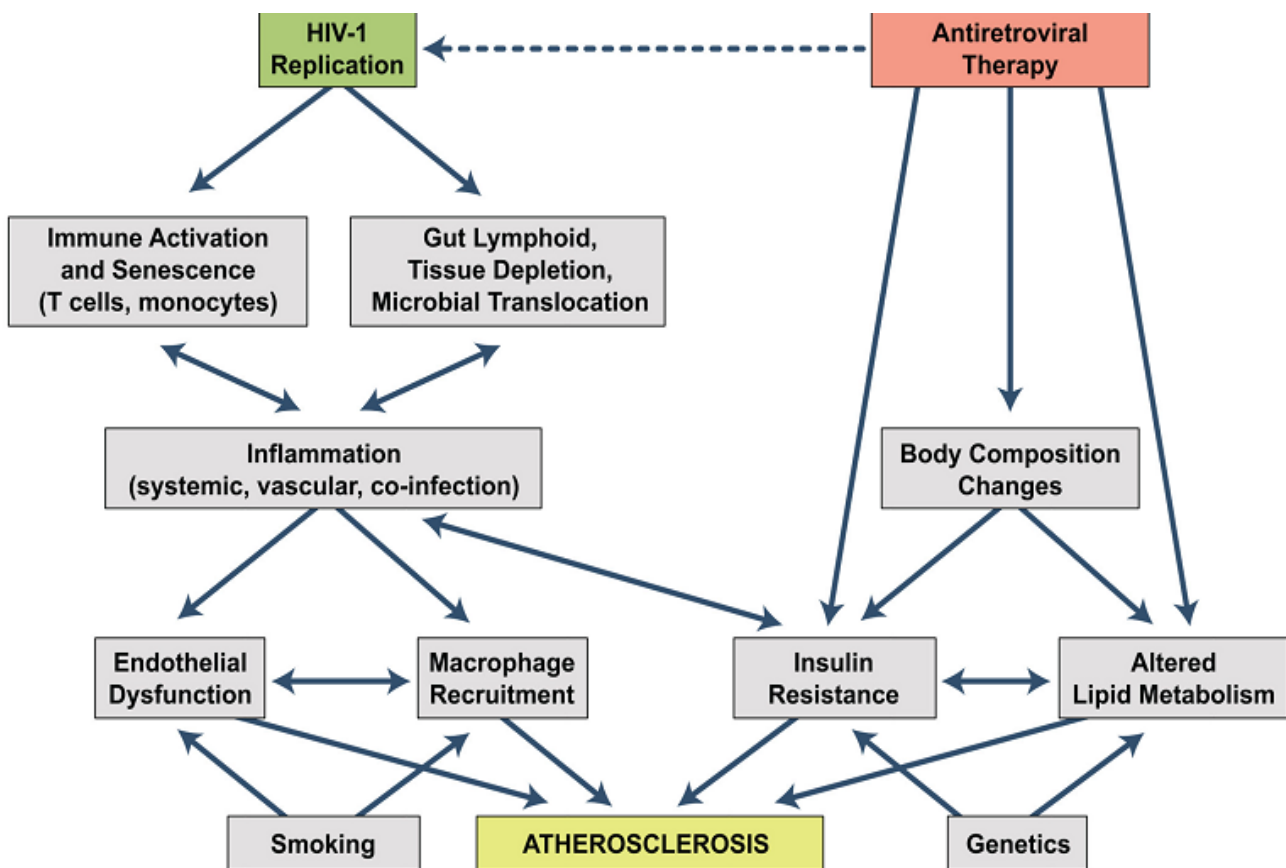 HIV-1
Replication
Antiretroviral
Therapy
Immune Activation
and Senescence
(T cells, monocytes)
Gut Lymphoid,
Tissue Depletion,
Microbial Translocation
Inflammation
(systemic, vascular, co-infection)
Body Composition
Changes
Endothelial
Dysfunction
Macrophage
Recruitment
Insulin
Resistance
Altered
Lipid Metabolism
Smoking
ATHEROSCLEROSIS
Genetics